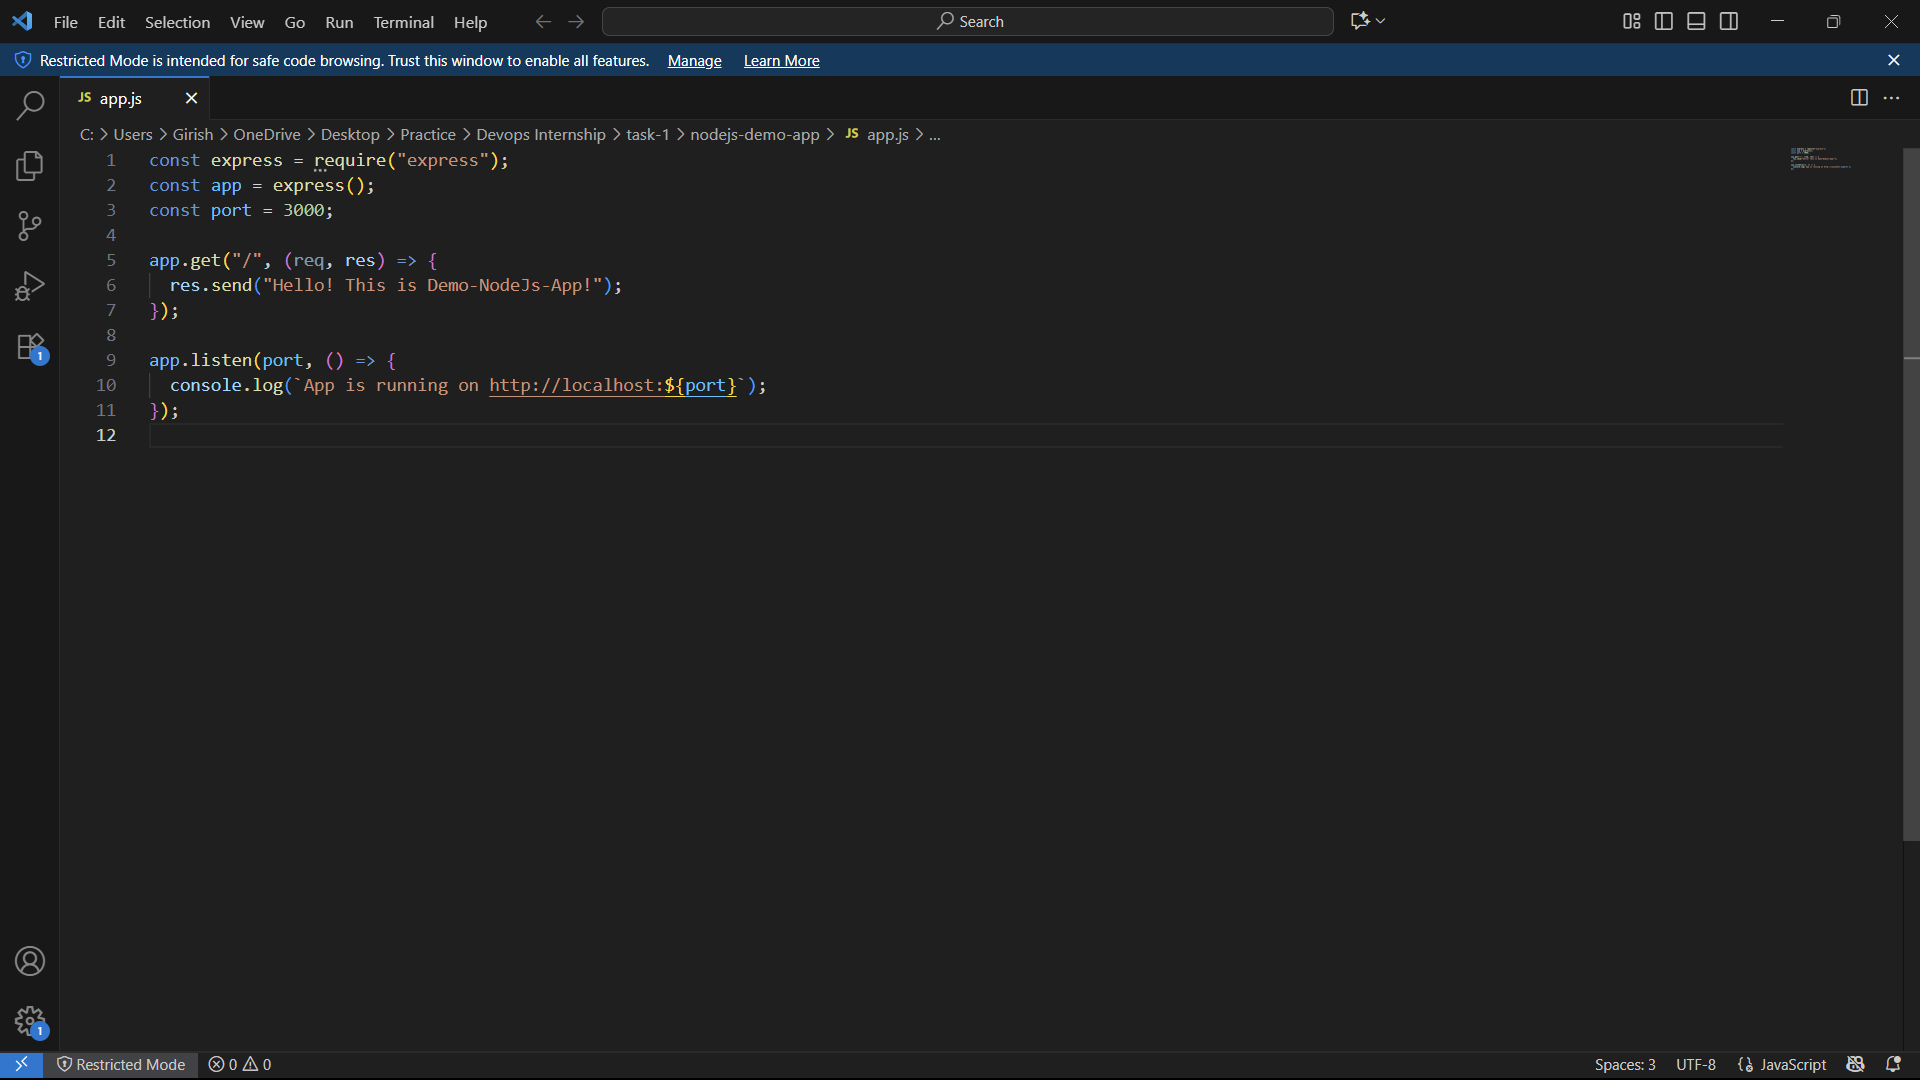 File Edit Selection View Go Run Terminal Help Search
Restricted Mode is intended for safe code browsing. Trust this window to enable all features. Manage Learn More
JS app.js
C: > Users > Girish > OneDrive > Desktop > Practice > Devops Internship > task-1 > nodejs-demo-app > JS app.js > ...
1 const express = require("express");
2 const app = express();
3 const port = 3000;
4
5 app.get("/", (req, res) => {
6 res.send("Hello! This is Demo-NodeJs-App!");
7 });
8
9 app.listen(port, () => {
10 console.log(`App is running on http://localhost:${port}`);
11 });
12
1
1
Restricted Mode 0 0 Spaces: 3 UTF-8 JavaScript